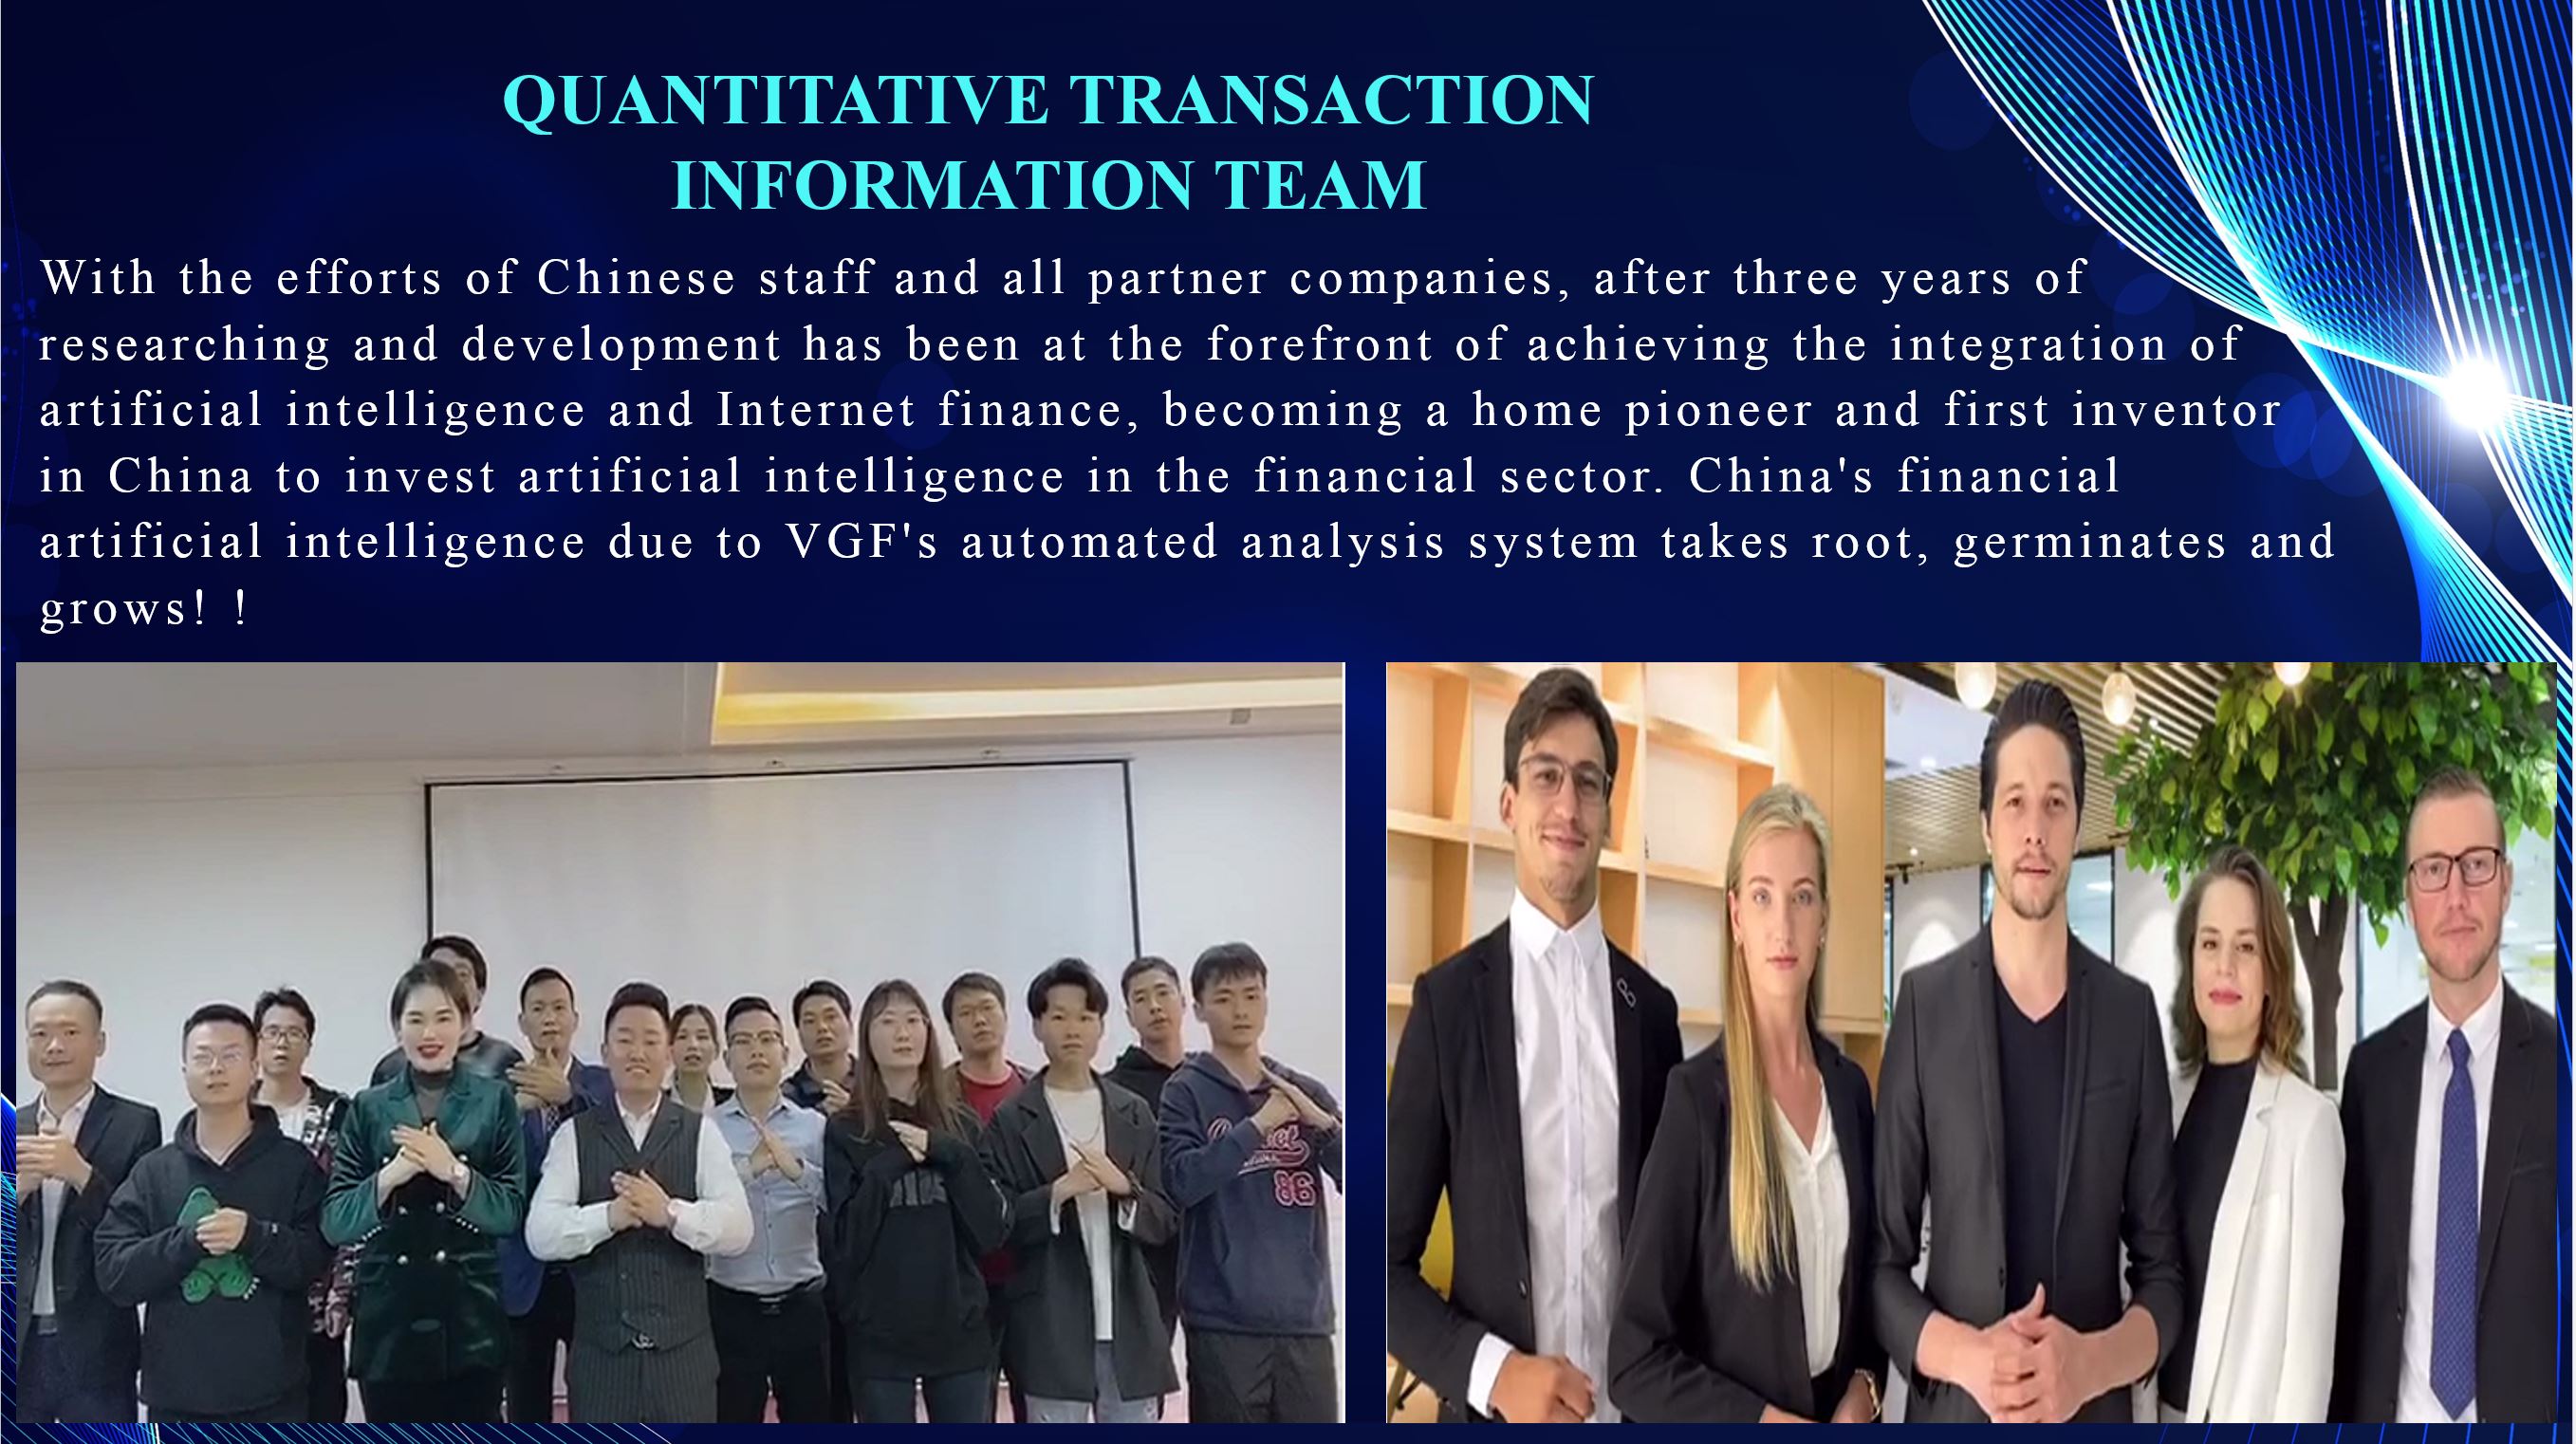 QUANTITATIVE TRANSACTION
INFORMATION TEAM
With the efforts of Chinese staff and all partner companies, after three years of
researching and development has been at the forefront of achieving the integration of
artificial intelligence and Internet finance, becoming a home pioneer and first inventor
in China to invest artificial intelligence in the financial sector. China's financial
artificial intelligence due to VGF's automated analysis system takes root, germinates and
grows! !
86